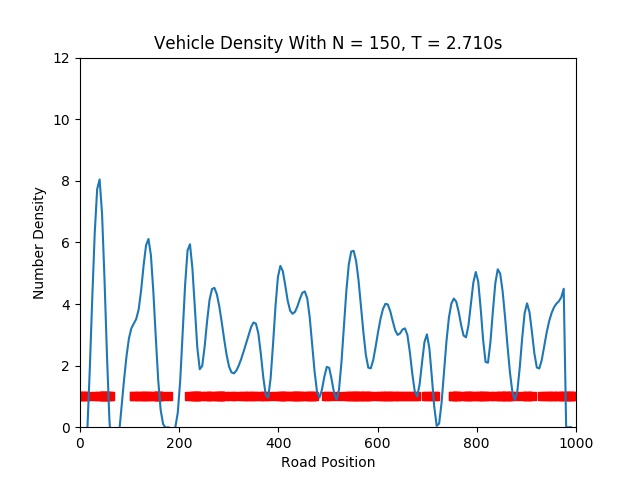 Vehicle Density With N = 150, T = 2.710s
12
10
8
6
4
2
0
Number Density
0 200 400 600 800 1000
Road Position